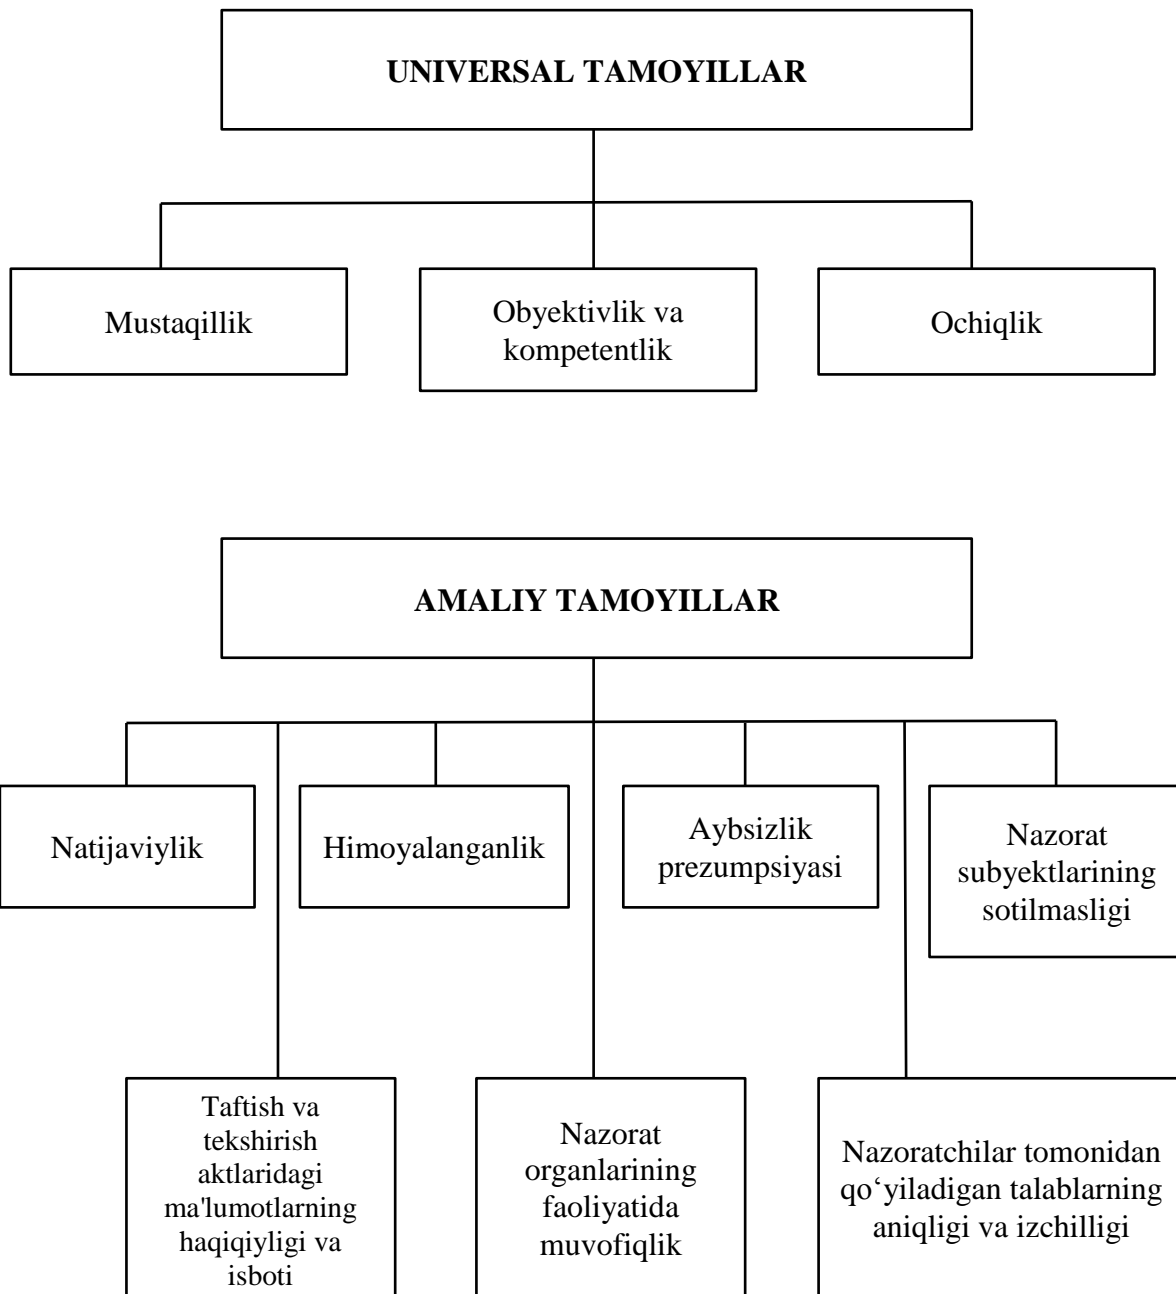 UNIVERSAL TAMOYILLAR
Mustaqillik
Obyektivlik va
kompetentlik
Ochiqlik
AMALIY TAMOYILLAR
Natijaviylik
Himoyalanganlik
Aybsizlik
prezumpsiyasi
Nazorat
subyektlarining
sotilmasligi
Taftish va
tekshirish
aktlaridagi
ma'lumotlarning
haqiqiyligi va
isboti
Nazorat
organlarining
faoliyatida
muvofiqlik
Nazoratchilar tomonidan
qo‘yiladigan talablarning
aniqligi va izchilligi